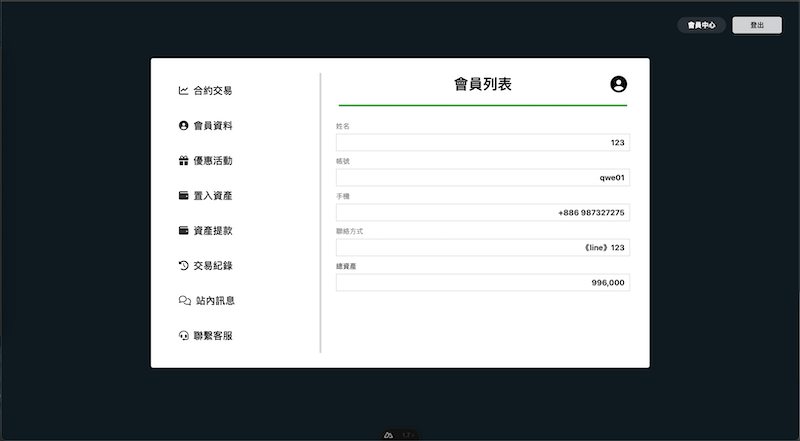 會員中心
登出
合約交易
會員資料
優惠活動
置入資產
資產提款
交易紀錄
站內訊息
聯繫客服
會員列表
姓名
123
帳號
qwe01
手機
+886 987327275
聯絡方式
《line》123
總資產
996,000